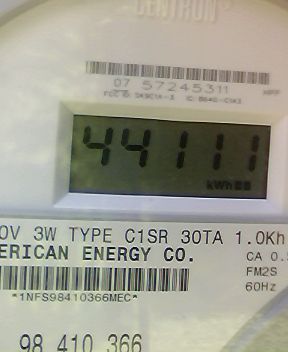 CENTRON
07 57245311
44111
kWh
0V 3W TYPE C1SR 30TA 1.0Kh
ERICAN ENERGY CO.
CA 0.5
FM2S
60Hz
*1NFS98410366MEC*
98 410 366